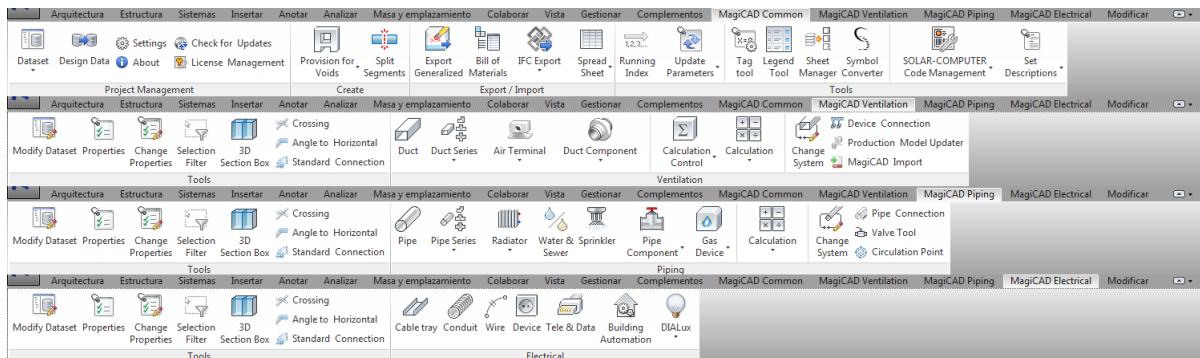 Arquitectura Estructura Sistemas Insertar Anotar Analizar Masa y emplazamiento Colaborar Vista Gestionar Complementos MagiCAD Common MagiCAD Ventilation MagiCAD Piping MagiCAD Electrical Modificar
Settings Check for Updates
Dataset Design Data About License Management Provision for Voids Split Segments Export Generalized Bill of Materials IFC Export Spread Sheet 1,2,3,... Running Index Update Parameters Tag tool Legend Tool Sheet Manager Symbol Converter SOLAR-COMPUTER Code Management Set Descriptions
Project Management Create Export / Import Tools
Arquitectura Estructura Sistemas Insertar Anotar Analizar Masa y emplazamiento Colaborar Vista Gestionar Complementos MagiCAD Common MagiCAD Ventilation MagiCAD Piping MagiCAD Electrical Modificar
Crossing Device Connection
Modify Dataset Properties Change Properties Selection Filter 3D Section Box Angle to Horizontal Duct Duct Series Air Terminal Duct Component Calculation Control Calculation Change System Production Model Updater
Standard Connection MagiCAD Import
Tools Ventilation
Arquitectura Estructura Sistemas Insertar Anotar Analizar Masa y emplazamiento Colaborar Vista Gestionar Complementos MagiCAD Common MagiCAD Ventilation MagiCAD Piping MagiCAD Electrical Modificar
Crossing Pipe Connection
Modify Dataset Properties Change Properties Selection Filter 3D Section Box Angle to Horizontal Pipe Pipe Series Radiator Water & Sewer Sprinkler Pipe Component Gas Device Calculation Change System Valve Tool
Standard Connection Circulation Point
Tools Piping
Arquitectura Estructura Sistemas Insertar Anotar Analizar Masa y emplazamiento Colaborar Vista Gestionar Complementos MagiCAD Common MagiCAD Ventilation MagiCAD Piping MagiCAD Electrical Modificar
Crossing
Modify Dataset Properties Change Properties Selection Filter 3D Section Box Angle to Horizontal Cable tray Conduit Wire Device Tele & Data Building Automation DIALux
Standard Connection
Tools Electrical